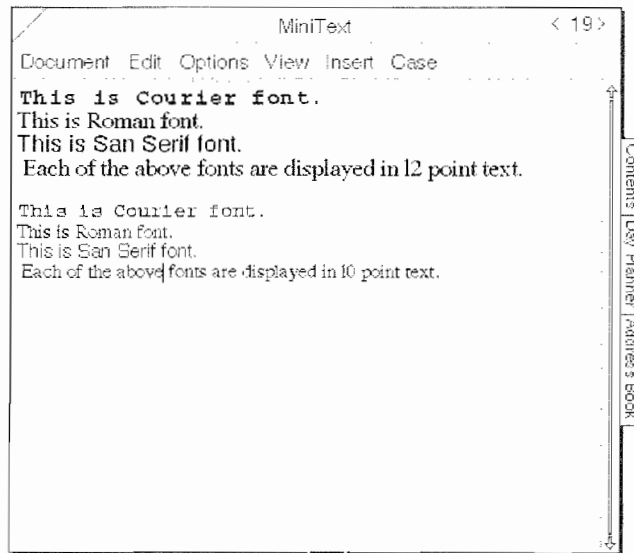 MiniText
< 19 >
Document Edit Options View Insert Case
This is Courier font.
This is Roman font.
This is San Serif font.
Each of the above fonts are displayed in 12 point text.
This is Courier font.
This is Roman font.
This is San Serif font.
Each of the above fonts are displayed in 10 point text.
Contents
Day Planner
Address Book